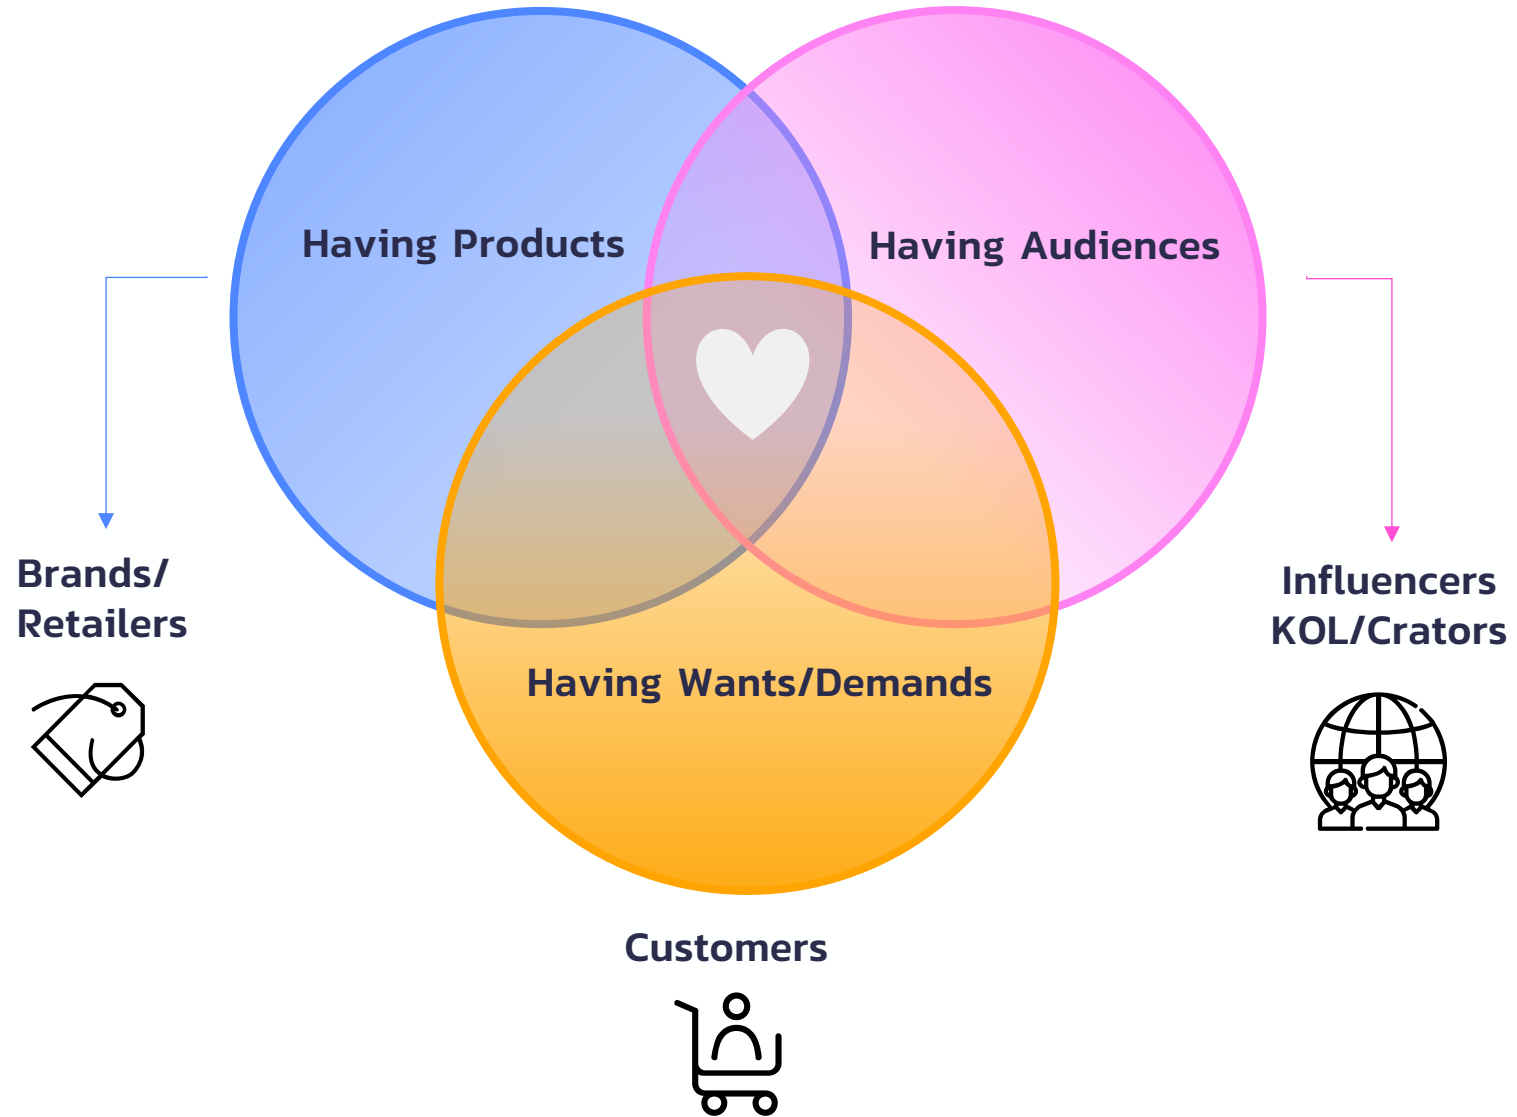 Having Products
Having Audiences
Brands/
Retailers
Influencers
KOL/Crators
Having Wants/Demands
Customers